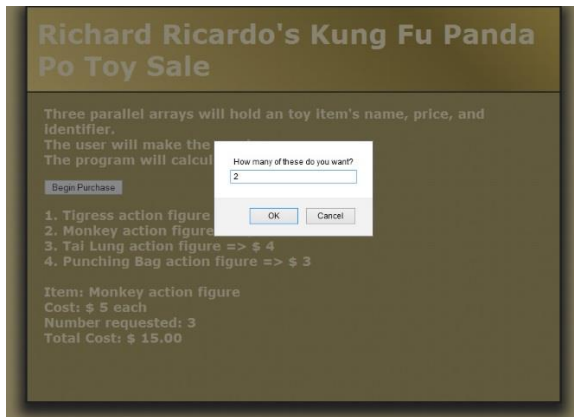 Richard Ricardo's Kung Fu Panda
Po Toy Sale
Three parallel arrays will hold an toy item's name, price, and
identifier.
The user will make the
The program will calcul
How many of these do you want?
2
OK Cancel
Begin Purchase
1. Tigress action figure
2. Monkey action figure
3. Tai Lung action figure => $ 4
4. Punching Bag action figure => $ 3
Item: Monkey action figure
Cost: $ 5 each
Number requested: 3
Total Cost: $ 15.00